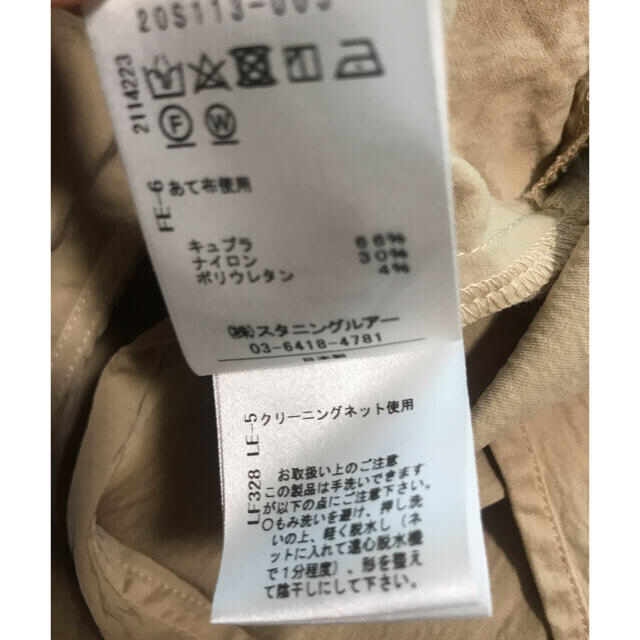 20S113-005
2114223
F
W
FE-6
あて布使用
キュプラ 66%
ナイロン 30%
ポリウレタン 4%
(株)スタニングルアー
03-6418-4781
LF328 LE-5
クリーニングネット使用
お取扱い上のご注意
この製品は手洗いできます
が以下の点にご注意下さい。
○もみ洗いを避け、押し洗
いの上、軽く脱水し(ネ
ットに入れて遠心脱水機
で1分程度)、形を整え
て陰干しにして下さい。